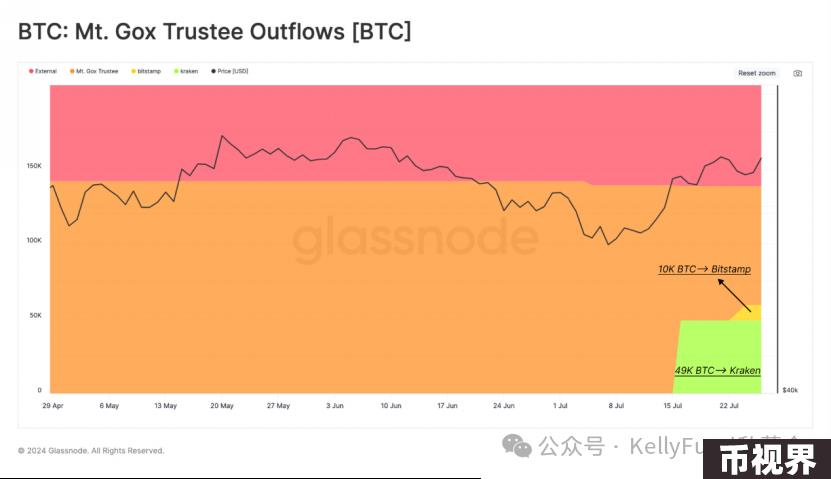 BTC: Mt. Gox Trustee Outflows [BTC]
External Mt. Gox Trustee bitstamp kraken Price [USD]
Reset zoom
150K
100K
50K
0
$40k
glassnode
10K BTC–> Bitstamp
49K BTC–> Kraken
29 Apr 6 May 13 May 20 May 27 May 3 Jun 10 Jun 17 Jun 24 Jun 1 Jul 8 Jul 15 Jul 22 Jul
© 2024 Glassnode. All Rights Reserved.
公众号 · KellyFu
币视界